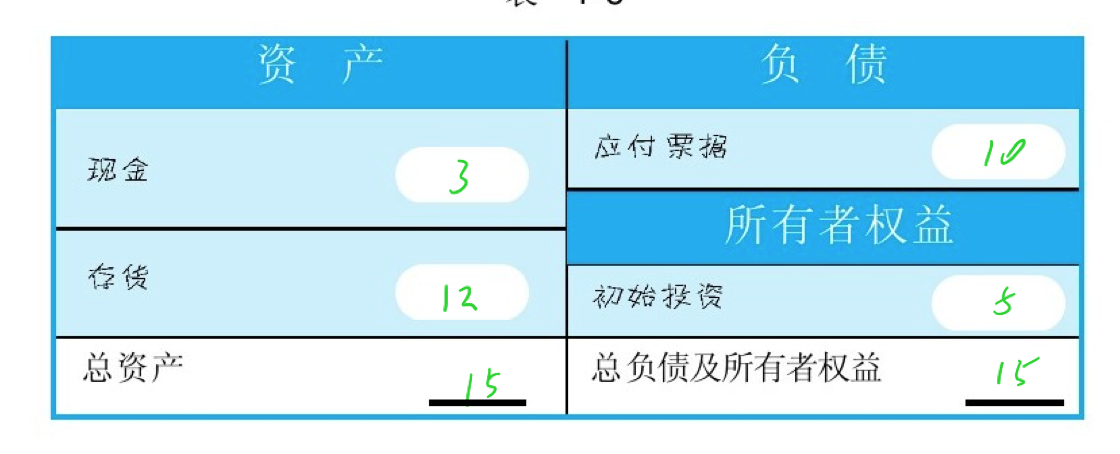 资 产
现金 3
存货 12
总资产 15
负 债
应付票据 10
所有者权益
初始投资 5
总负债及所有者权益 15